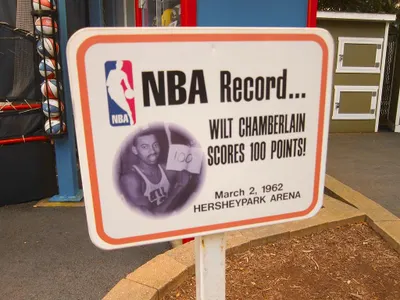 NBA
NBA Record...
WILT CHAMBERLAIN
SCORES 100 POINTS!
100
March 2, 1962
HERSHEYPARK ARENA